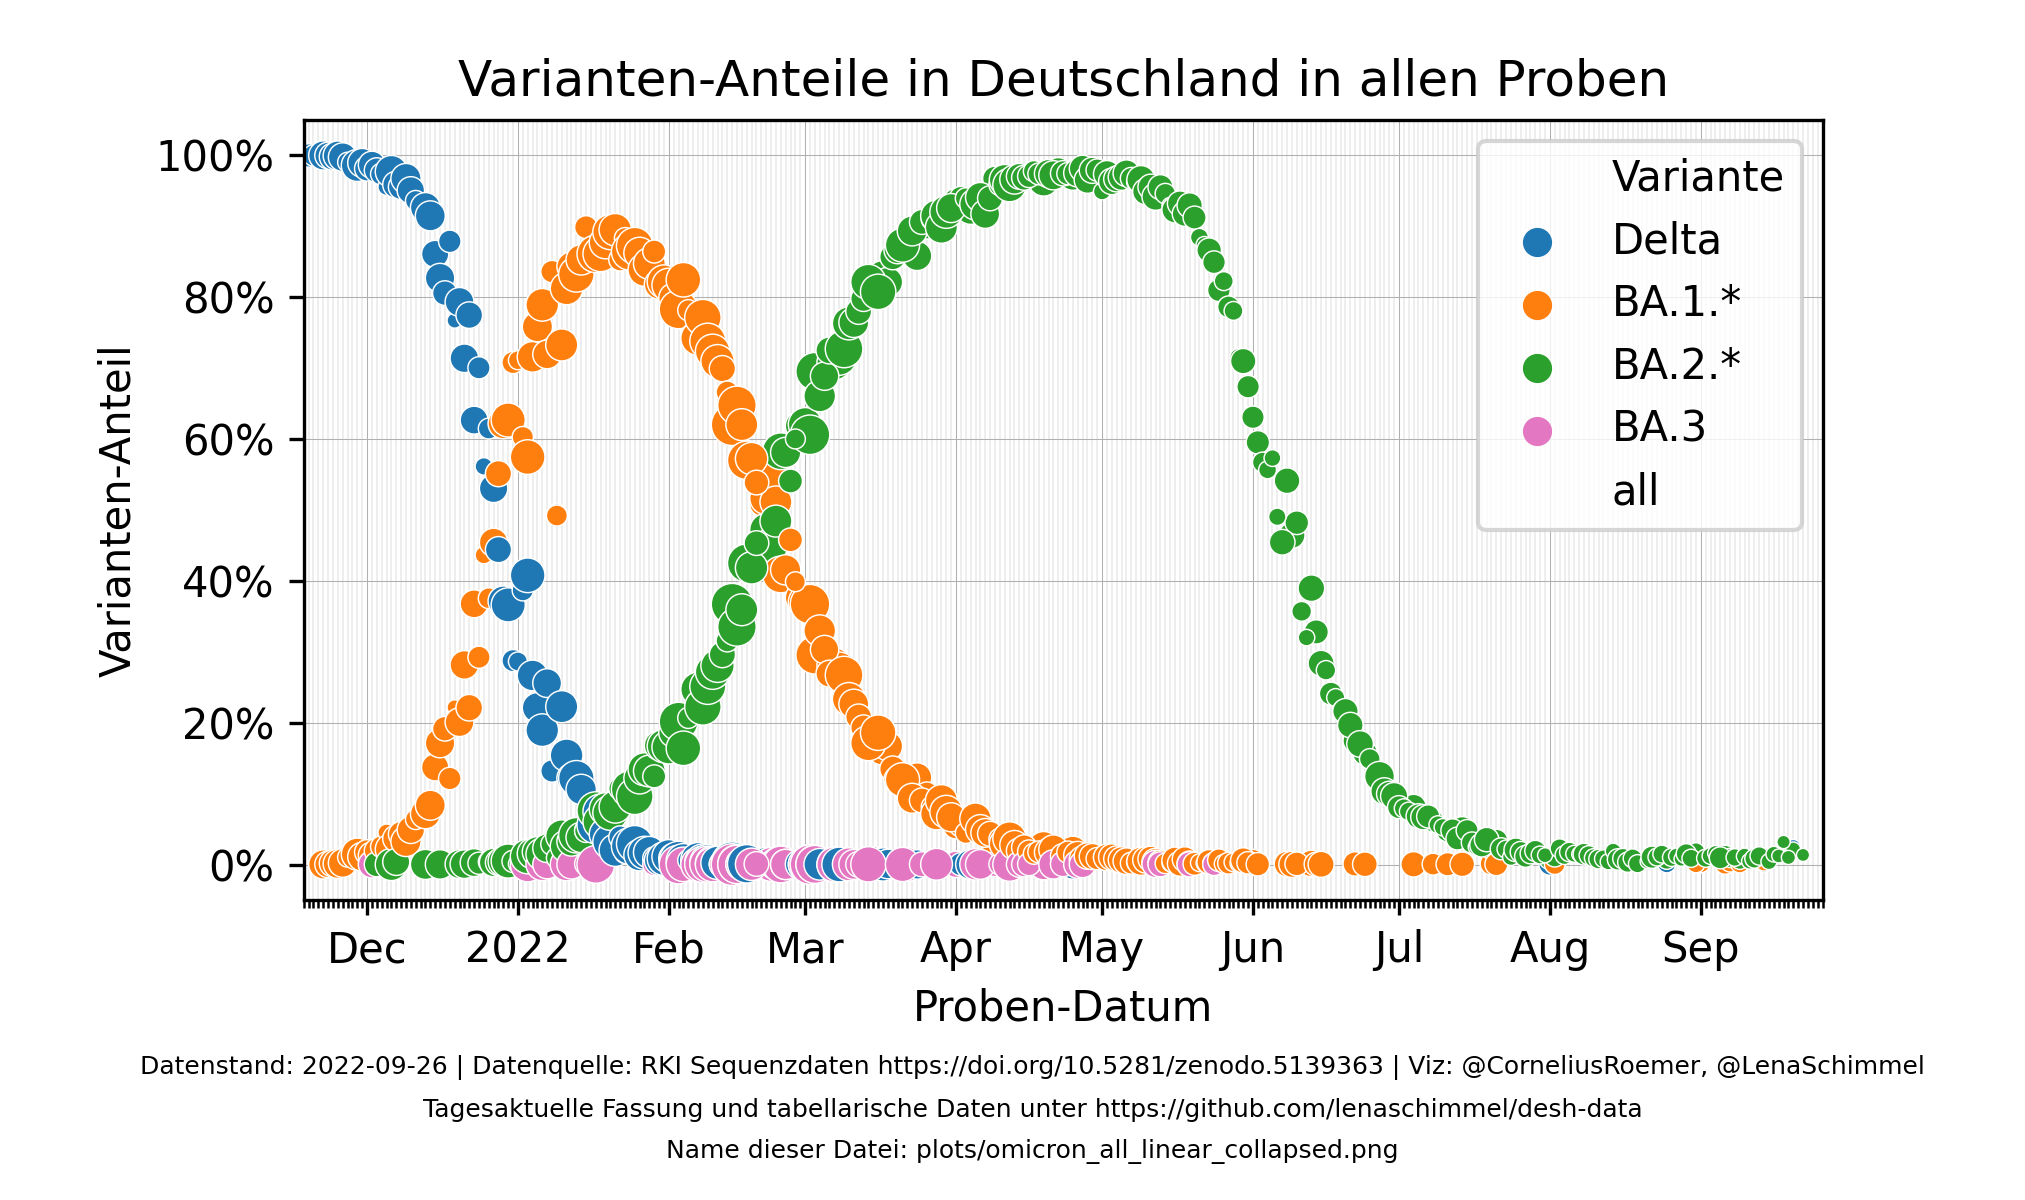 Varianten-Anteile in Deutschland in allen Proben
Varianten-Anteil
100%
80%
60%
40%
20%
0%
Variante
Delta
BA.1.*
BA.2.*
BA.3
all
Dec 2022 Feb Mar Apr May Jun Jul Aug Sep
Proben-Datum
Datenstand: 2022-09-26 | Datenquelle: RKI Sequenzdaten https://doi.org/10.5281/zenodo.5139363 | Viz: @CorneliusRoemer, @LenaSchimmel
Tagesaktuelle Fassung und tabellarische Daten unter https://github.com/lenaschimmel/desh-data
Name dieser Datei: plots/omicron_all_linear_collapsed.png